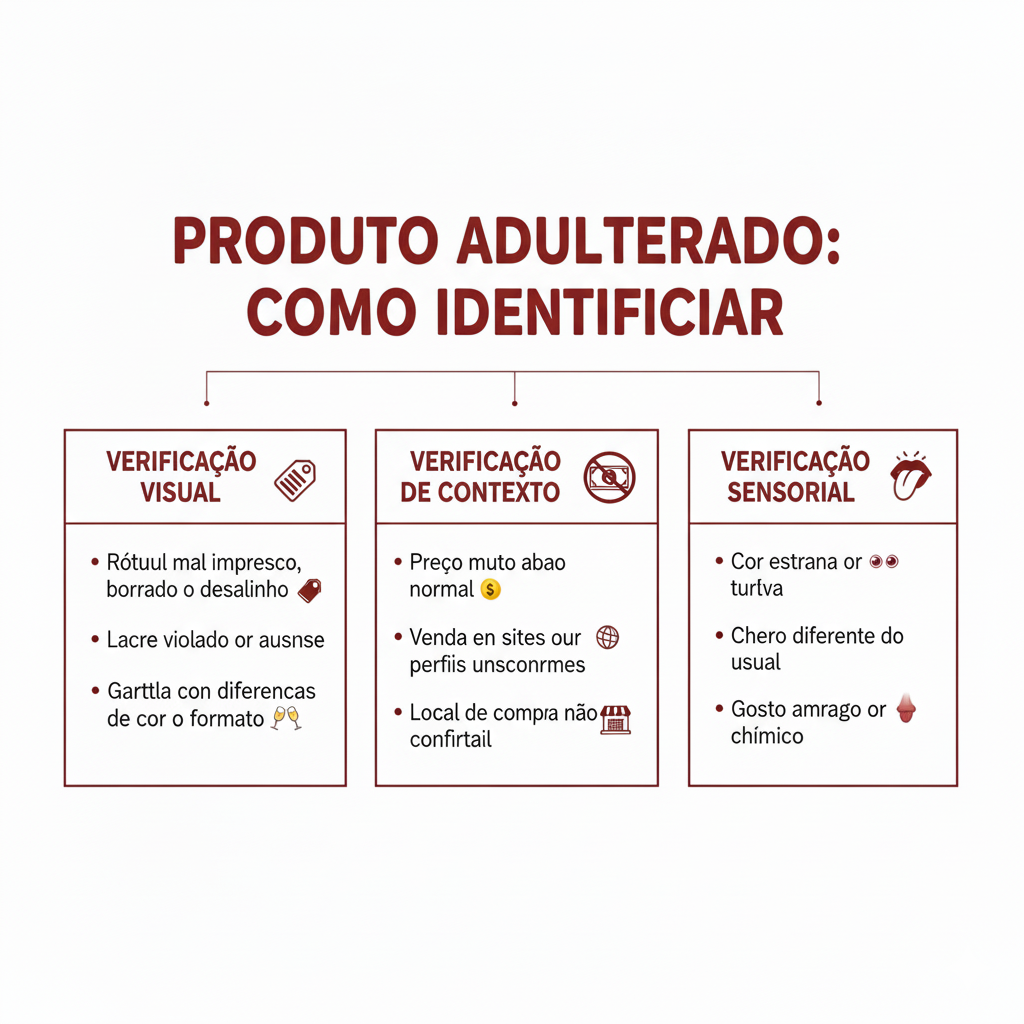 PRODUTO ADULTERADO:
COMO IDENTIFICIAR
VERIFICAÇÃO
VISUAL
• Rótuul mal impresco,
borrado o desalinho
• Lacre violado or ausnse
• Garttla con diferencas
de cor o formato
VERIFICAÇÃO
DE CONTEXTO
• Preço muto abao
normal
• Venda en sites our
perfiis unsconrmes
• Local de compra não
confirtail
VERIFICAÇÃO
SENSORIAL
• Cor estrana or
turfva
• Chero diferente do
usual
• Gosto amrago or
chímico